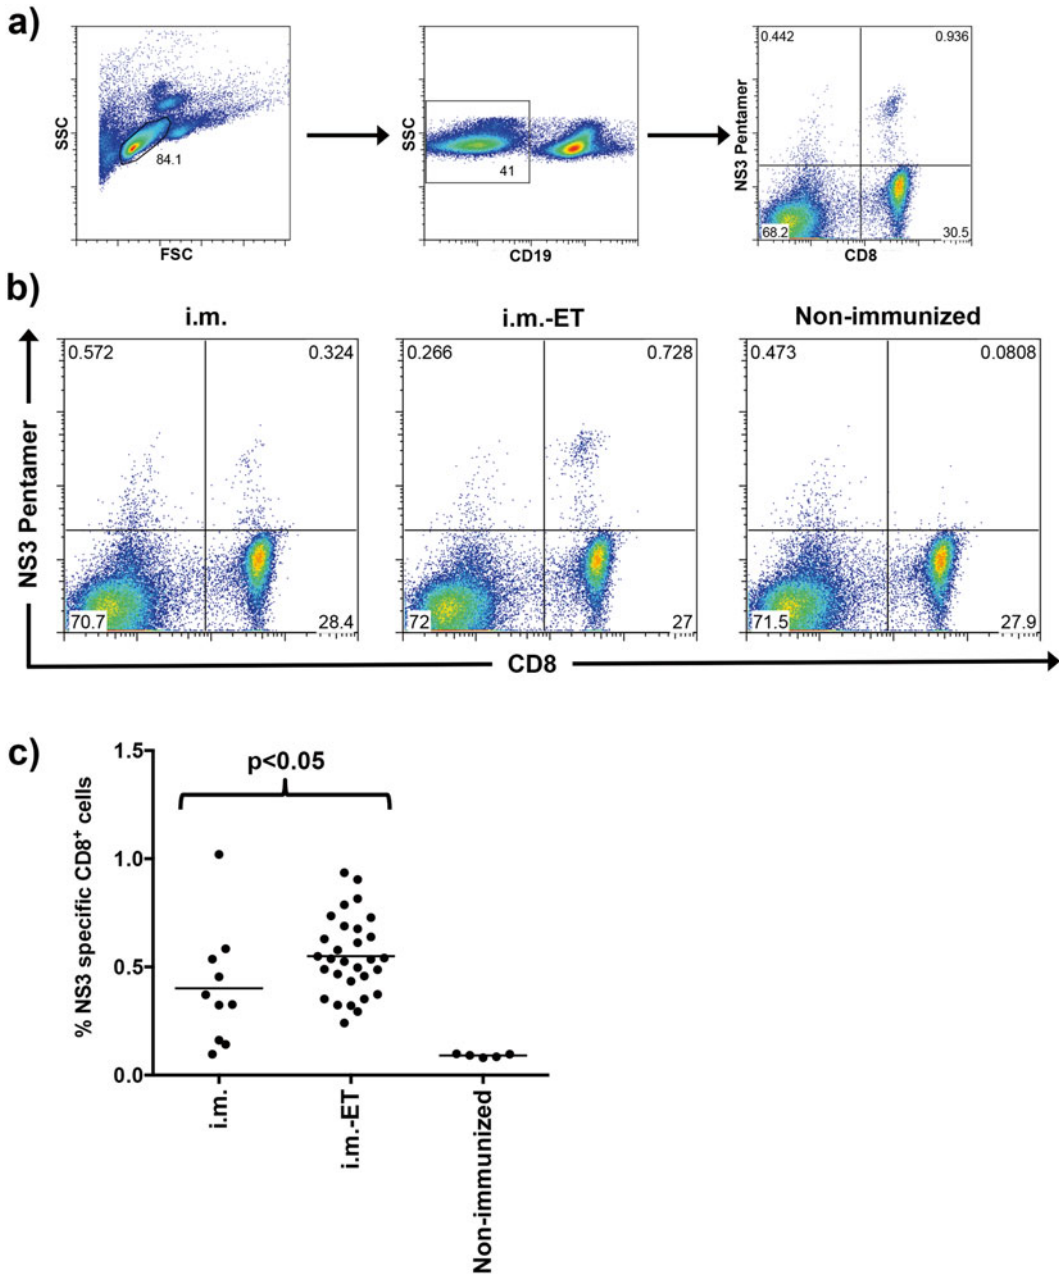 a)
SSC
84.1
FSC
SSC
41
CD19
0.442
0.936
NS3 Pentamer
68.2
30.5
CD8
b)
i.m.
i.m.-ET
Non-immunized
NS3 Pentamer
0.572
0.324
0.266
0.728
0.473
0.0808
70.7
28.4
72
27
71.5
27.9
CD8
c)
% NS3 specific CD8+ cells
1.5
1.0
0.5
0.0
p<0.05
i.m.
i.m.-ET
Non-immunized